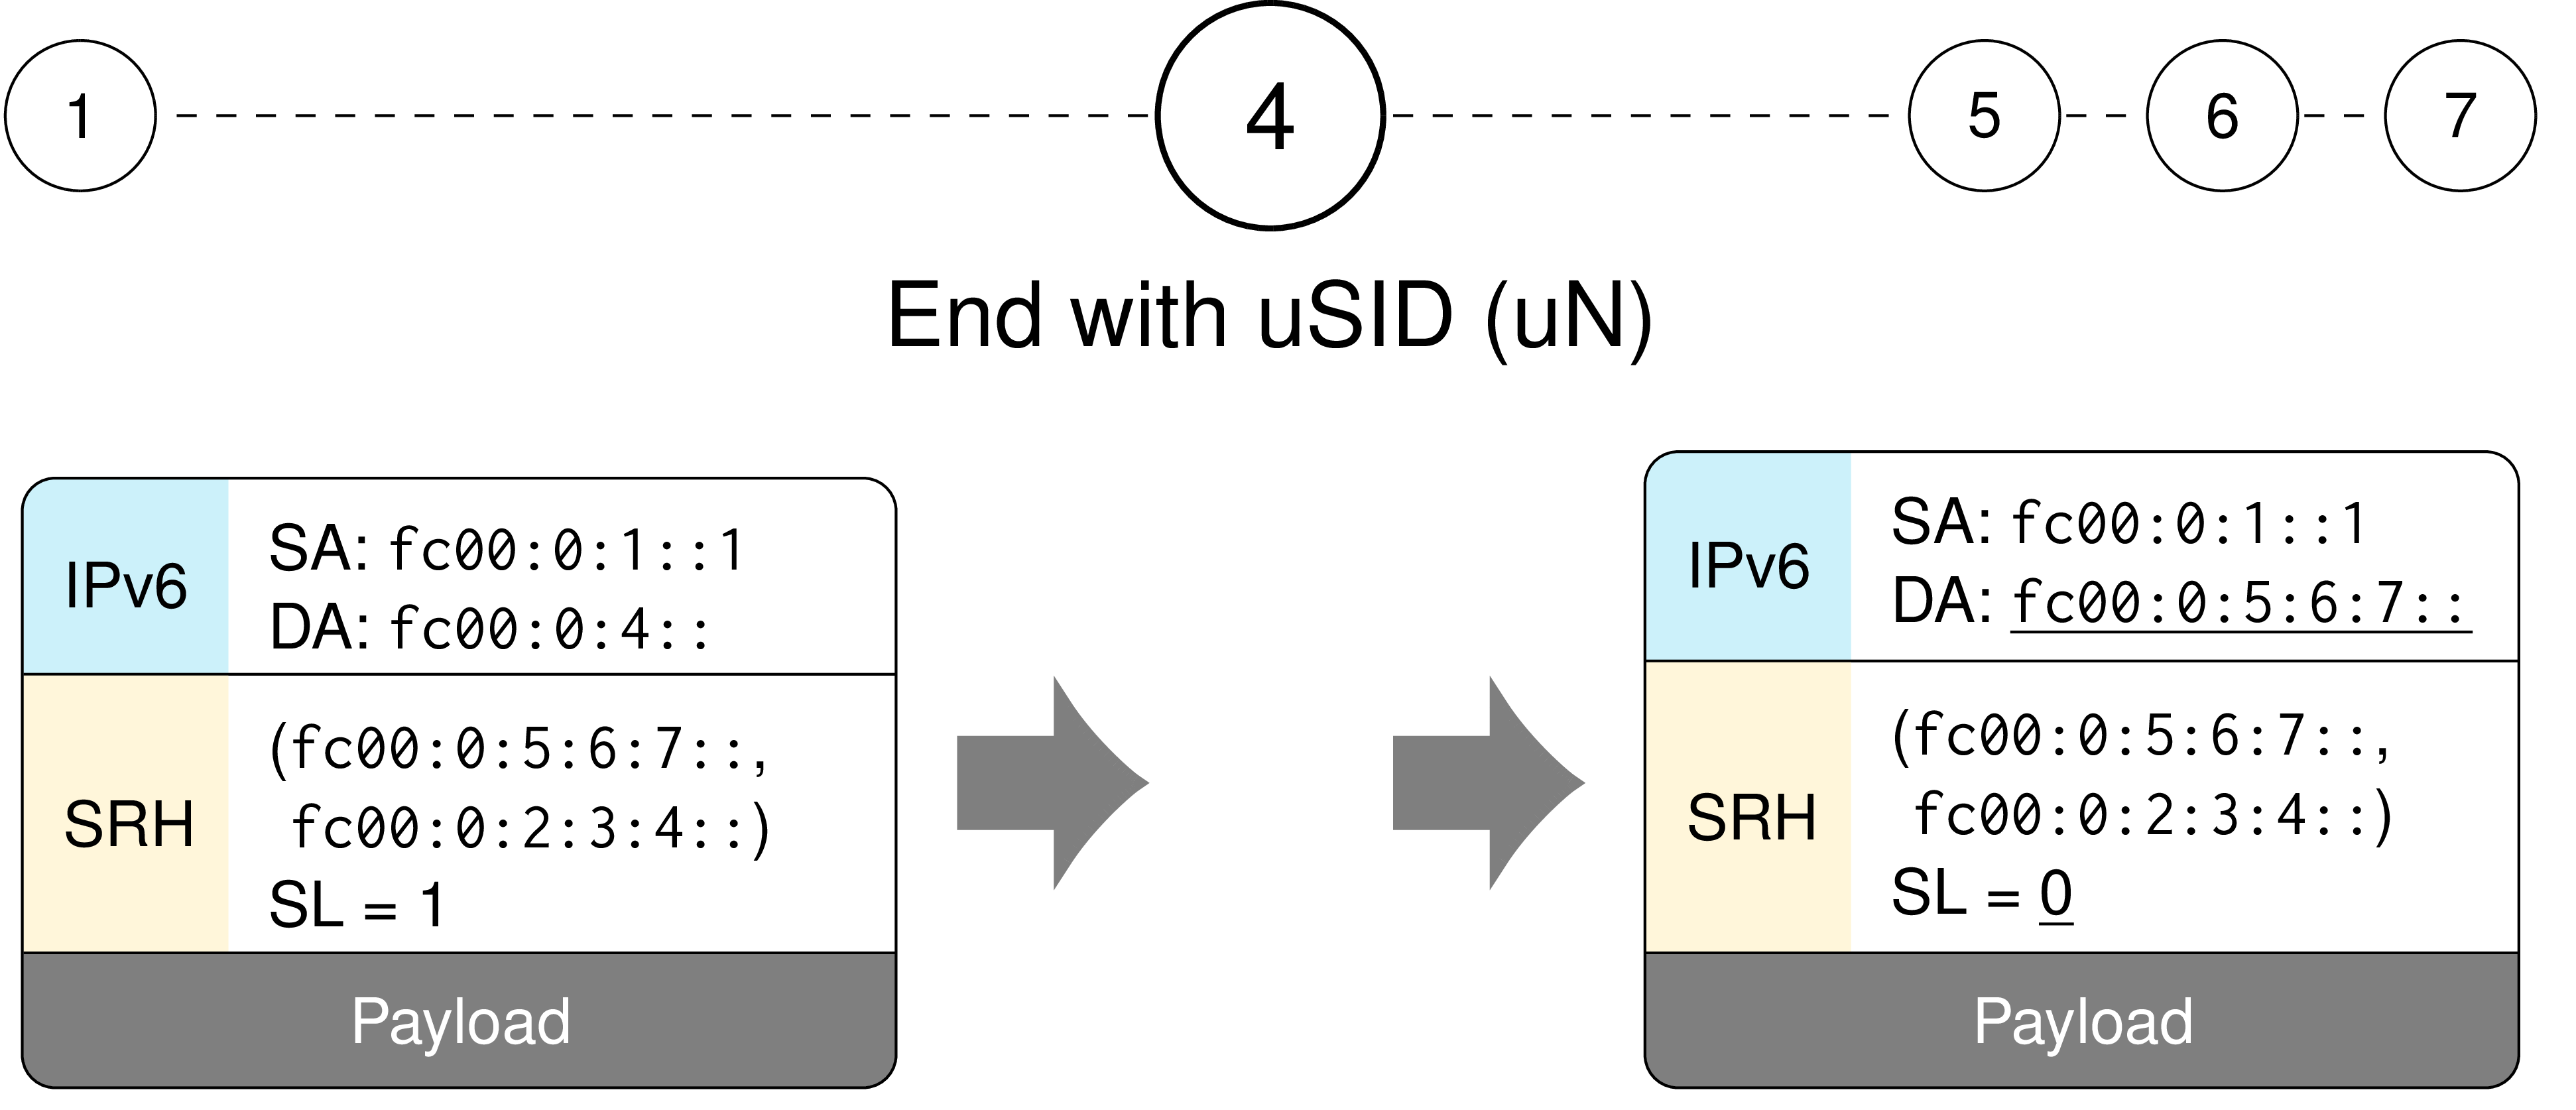 1
4
5
6
7
End with uSID (uN)
IPv6
SA: fc00:0:1::1
DA: fc00:0:4::
SRH
(fc00:0:5:6:7::,
fc00:0:2:3:4::)
SL = 1
Payload
IPv6
SA: fc00:0:1::1
DA: fc00:0:5:6:7::
SRH
(fc00:0:5:6:7::,
fc00:0:2:3:4::)
SL = 0
Payload